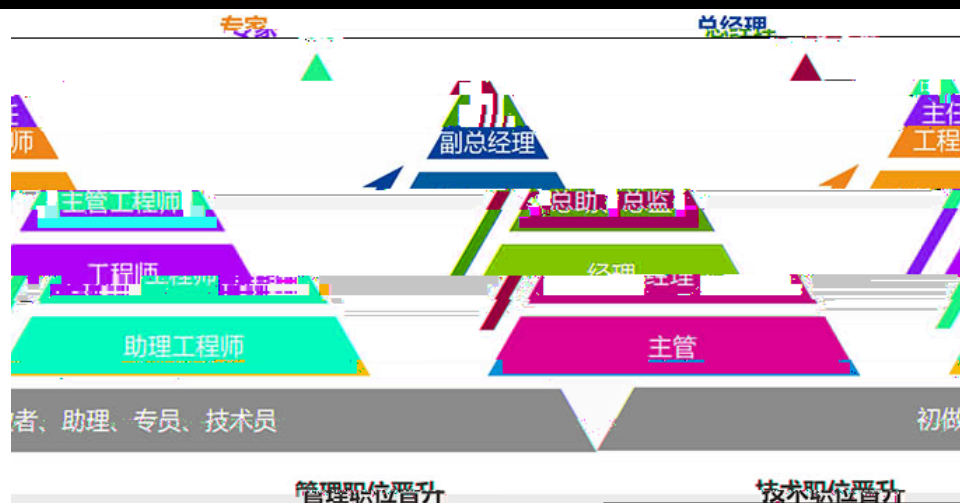 专家 总经理
主任
师 副总经理 工程
主管工程师 总助 总监
工程师 经理
助理工程师 主管
者、助理、专员、技术员 初做
管理职位晋升 技术职位晋升